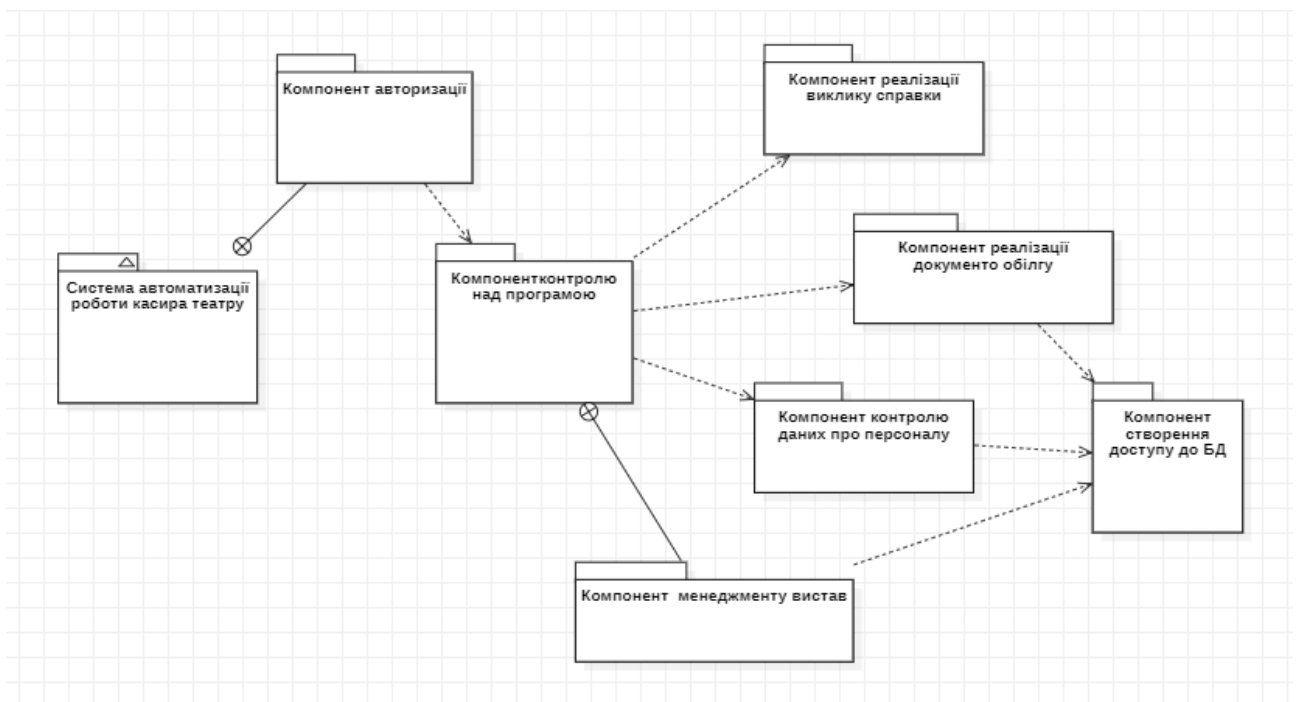 Компонент авторизації
Компонент реалізації
виклику справки
Компонент реалізації
документо обілгу
Система автоматизації
роботи касира театру
Компонентконтролю
над програмою
Компонент контролю
даних про персоналу
Компонент
створення
доступу до БД
Компонент менеджменту вистав